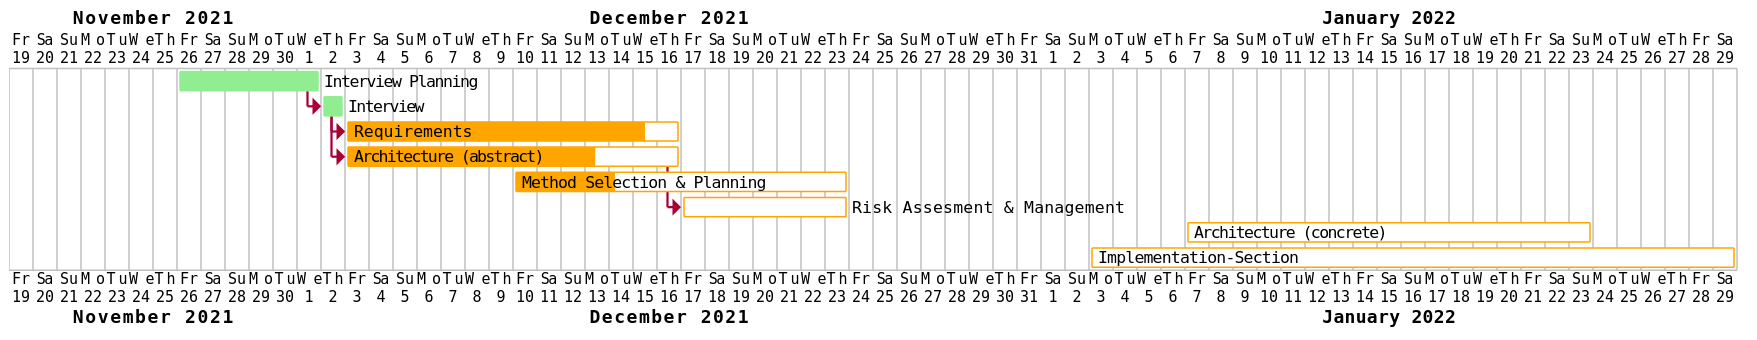 November 2021 December 2021 January 2022
Fr Sa Su Mo Tu We Th Fr Sa Su Mo Tu We Th Fr Sa Su Mo Tu We Th Fr Sa Su Mo Tu We Th Fr Sa Su Mo Tu We Th Fr Sa Su Mo Tu We Th Fr Sa Su Mo Tu We Th Fr Sa Su Mo Tu We Th Fr Sa Su Mo Tu We Th Fr Sa Su Mo Tu We Th Fr Sa
19 20 21 22 23 24 25 26 27 28 29 30 1 2 3 4 5 6 7 8 9 10 11 12 13 14 15 16 17 18 19 20 21 22 23 24 25 26 27 28 29 30 31 1 2 3 4 5 6 7 8 9 10 11 12 13 14 15 16 17 18 19 20 21 22 23 24 25 26 27 28 29
Interview Planning
Interview
Requirements
Architecture (abstract)
Method Selection & Planning
Risk Assesment & Management
Architecture (concrete)
Implementation-Section
Fr Sa Su Mo Tu We Th Fr Sa Su Mo Tu We Th Fr Sa Su Mo Tu We Th Fr Sa Su Mo Tu We Th Fr Sa Su Mo Tu We Th Fr Sa Su Mo Tu We Th Fr Sa Su Mo Tu We Th Fr Sa Su Mo Tu We Th Fr Sa Su Mo Tu We Th Fr Sa Su Mo Tu We Th Fr Sa
19 20 21 22 23 24 25 26 27 28 29 30 1 2 3 4 5 6 7 8 9 10 11 12 13 14 15 16 17 18 19 20 21 22 23 24 25 26 27 28 29 30 31 1 2 3 4 5 6 7 8 9 10 11 12 13 14 15 16 17 18 19 20 21 22 23 24 25 26 27 28 29
November 2021 December 2021 January 2022